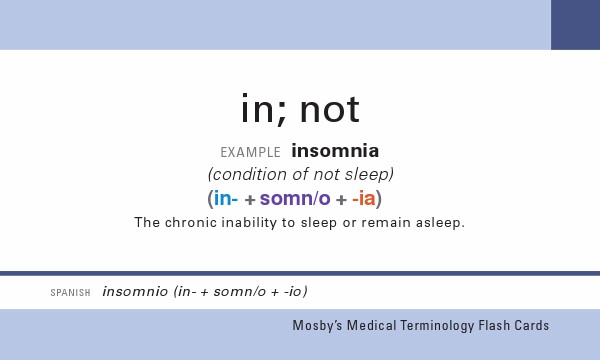 in; not
EXAMPLE insomnia
(condition of not sleep)
(in- + somn/o + -ia)
The chronic inability to sleep or remain asleep.
SPANISH insomnio (in- + somn/o + -io)
Mosby's Medical Terminology Flash Cards